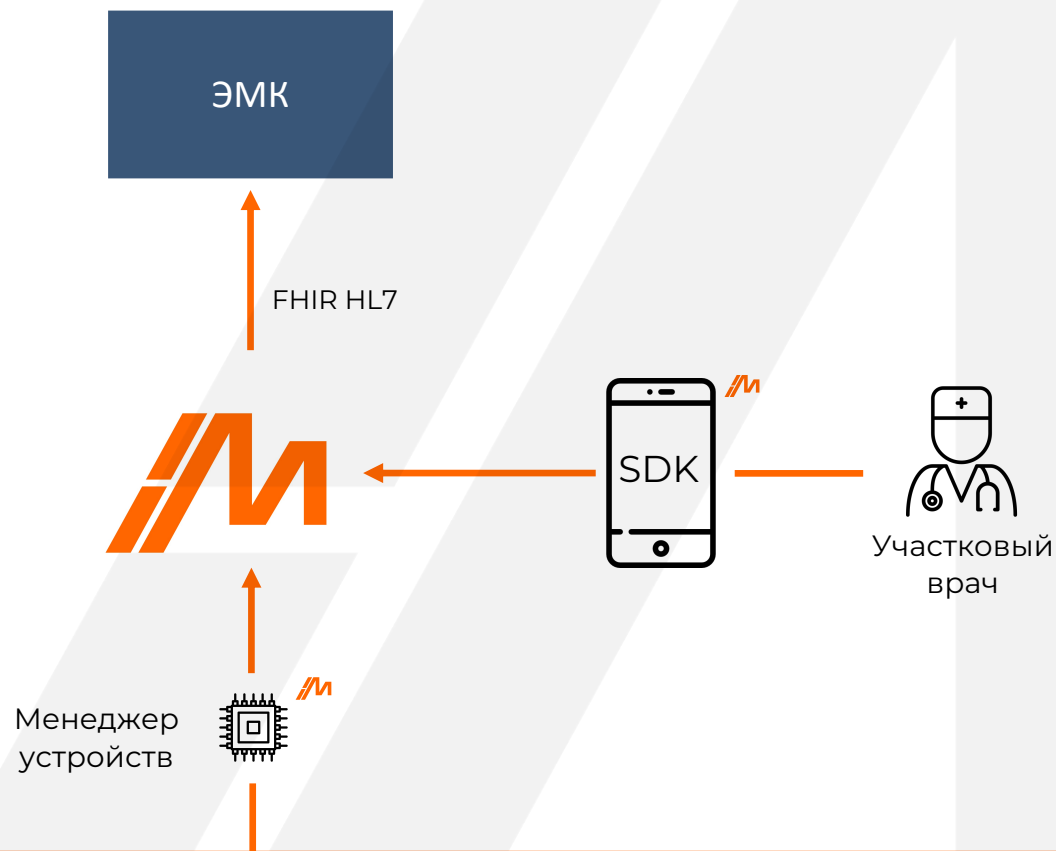 ЭМК
FHIR HL7
SDK
Участковый
врач
Менеджер
устройств